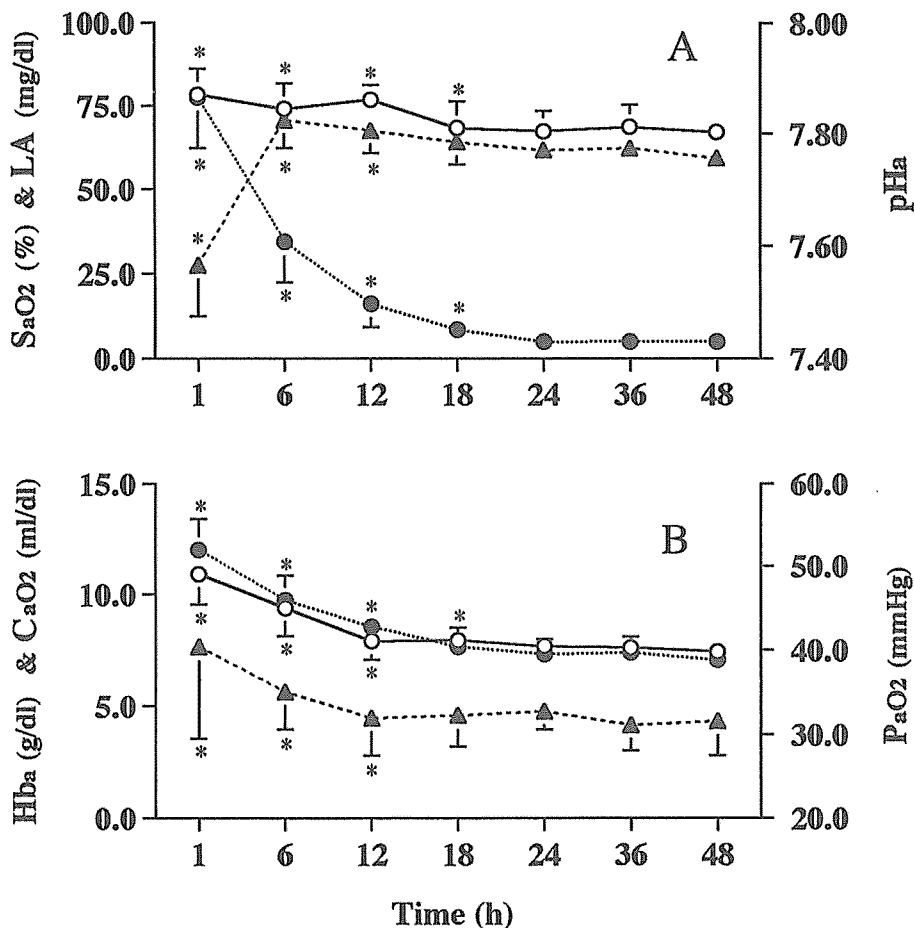 A
SaO2 (%) & LA (mg/dl)
100.0
75.0
50.0
25.0
0.0
pHa
8.00
7.80
7.60
7.40
* * * *
* * *
*
* * *
1 6 12 18 24 36 48
B
Hba (g/dl) & CaO2 (ml/dl)
15.0
10.0
5.0
0.0
PaO2 (mmHg)
60.0
50.0
40.0
30.0
20.0
* * * *
* * *
* * *
1 6 12 18 24 36 48
Time (h)